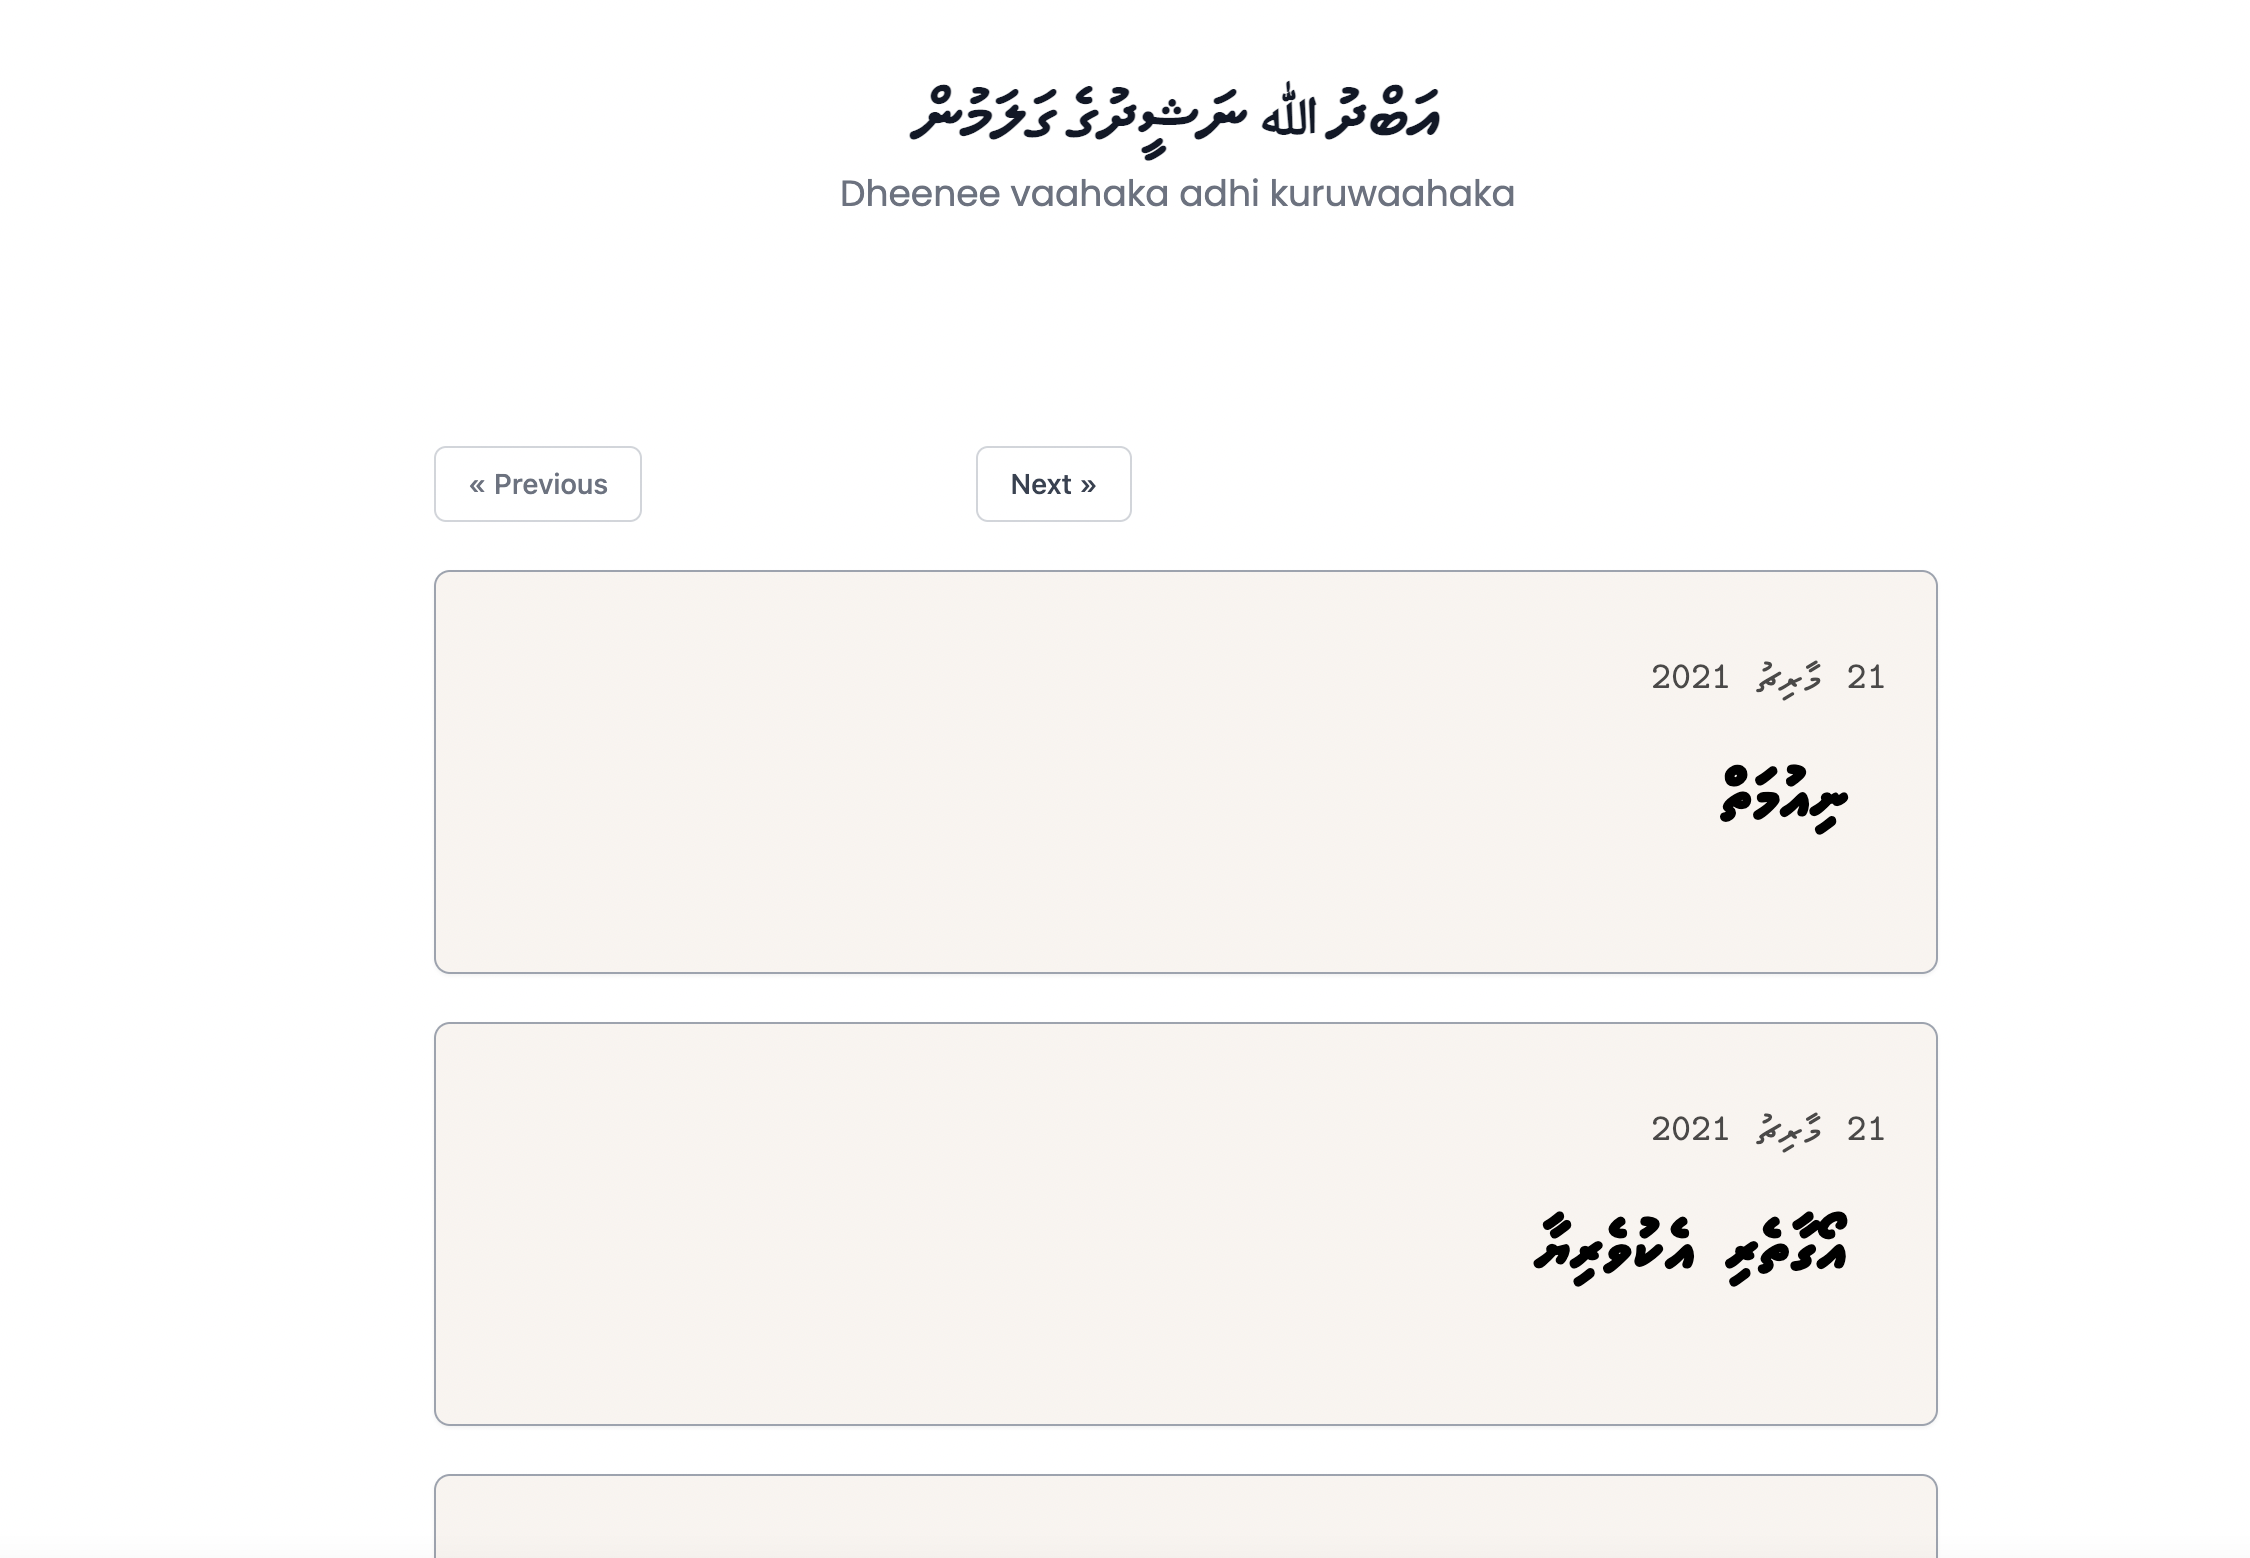 އަބްދު ﷲ ނަޝީދުގެ ގަލަމުން
Dheenee vaahaka adhi kuruwaahaka
« Previous
Next »
21 މާރިޗު 2021
ނިޢުމަތް
21 މާރިޗު 2021
އޯގާތެރި އެކުވެރިޔާ